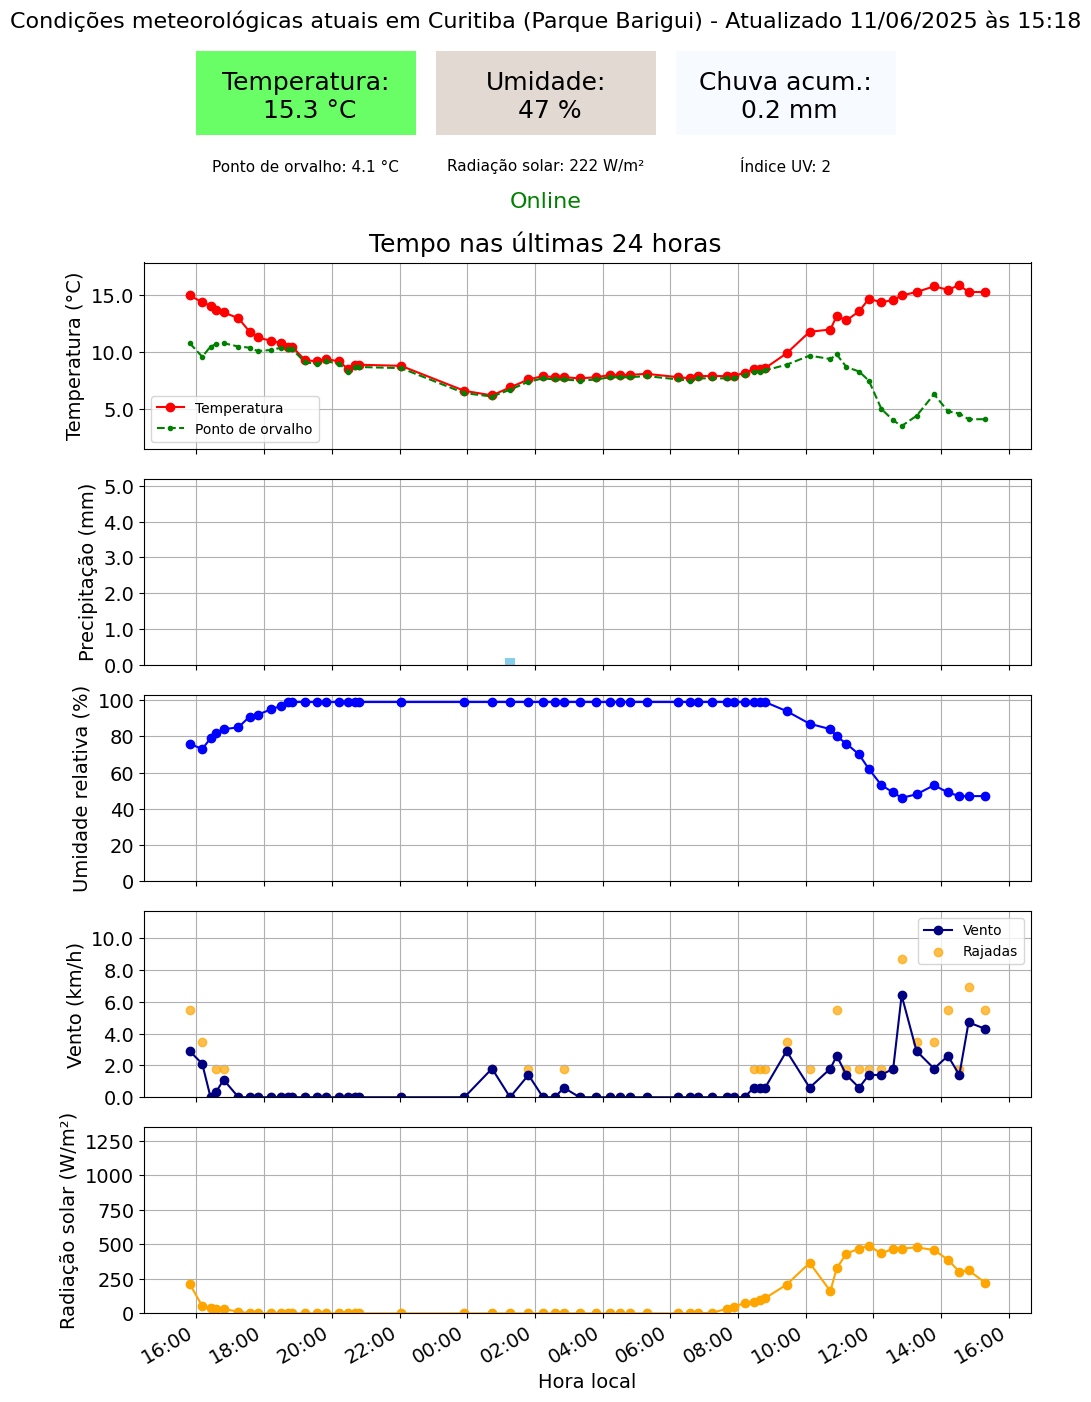 Condições meteorológicas atuais em Curitiba (Parque Barigui) - Atualizado 11/06/2025 às 15:18
Temperatura:
15.3 °C
Umidade:
47 %
Chuva acum.:
0.2 mm
Ponto de orvalho: 4.1 °C
Radiação solar: 222 W/m²
Índice UV: 2
Online
Tempo nas últimas 24 horas
Temperatura (°C)
15.0
10.0
5.0
Temperatura
Ponto de orvalho
Precipitação (mm)
5.0
4.0
3.0
2.0
1.0
0.0
Umidade relativa (%)
100
80
60
40
20
0
Vento (km/h)
10.0
8.0
6.0
4.0
2.0
0.0
Vento
Rajadas
Radiação solar (W/m²)
1250
1000
750
500
250
0
16:00
18:00
20:00
22:00
00:00
02:00
04:00
06:00
08:00
10:00
12:00
14:00
16:00
Hora local